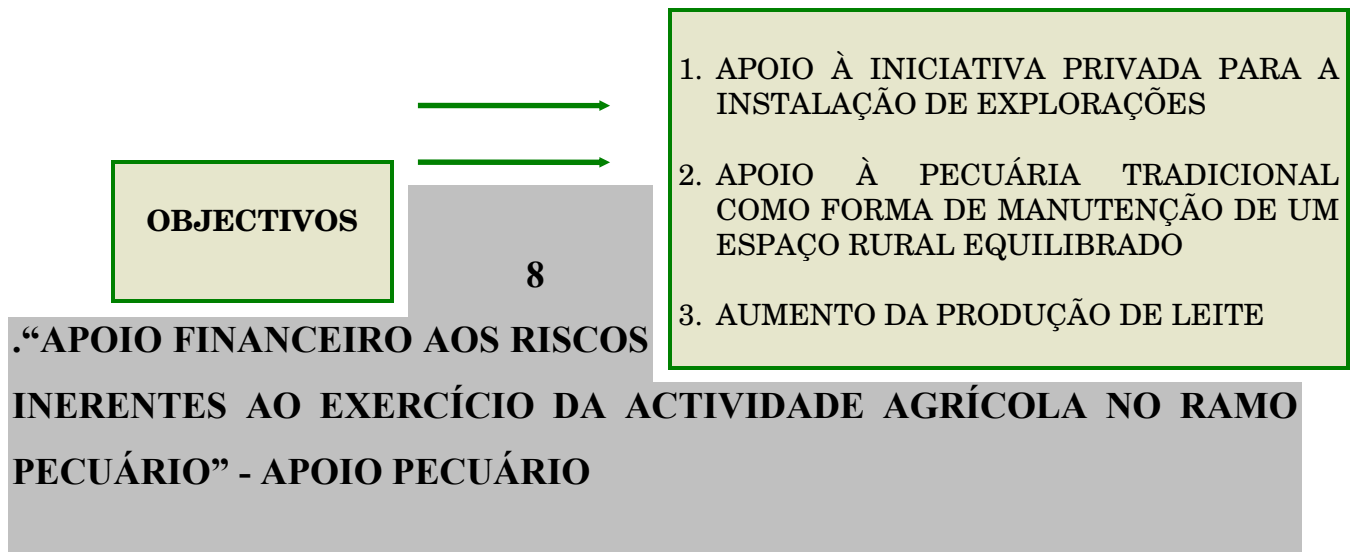 OBJECTIVOS
1. APOIO À INICIATIVA PRIVADA PARA A
INSTALAÇÃO DE EXPLORAÇÕES
2. APOIO À PECUÁRIA TRADICIONAL
COMO FORMA DE MANUTENÇÃO DE UM
ESPAÇO RURAL EQUILIBRADO
3. AUMENTO DA PRODUÇÃO DE LEITE
8
.“APOIO FINANCEIRO AOS RISCOS
INERENTES AO EXERCÍCIO DA ACTIVIDADE AGRÍCOLA NO RAMO
PECUÁRIO” - APOIO PECUÁRIO